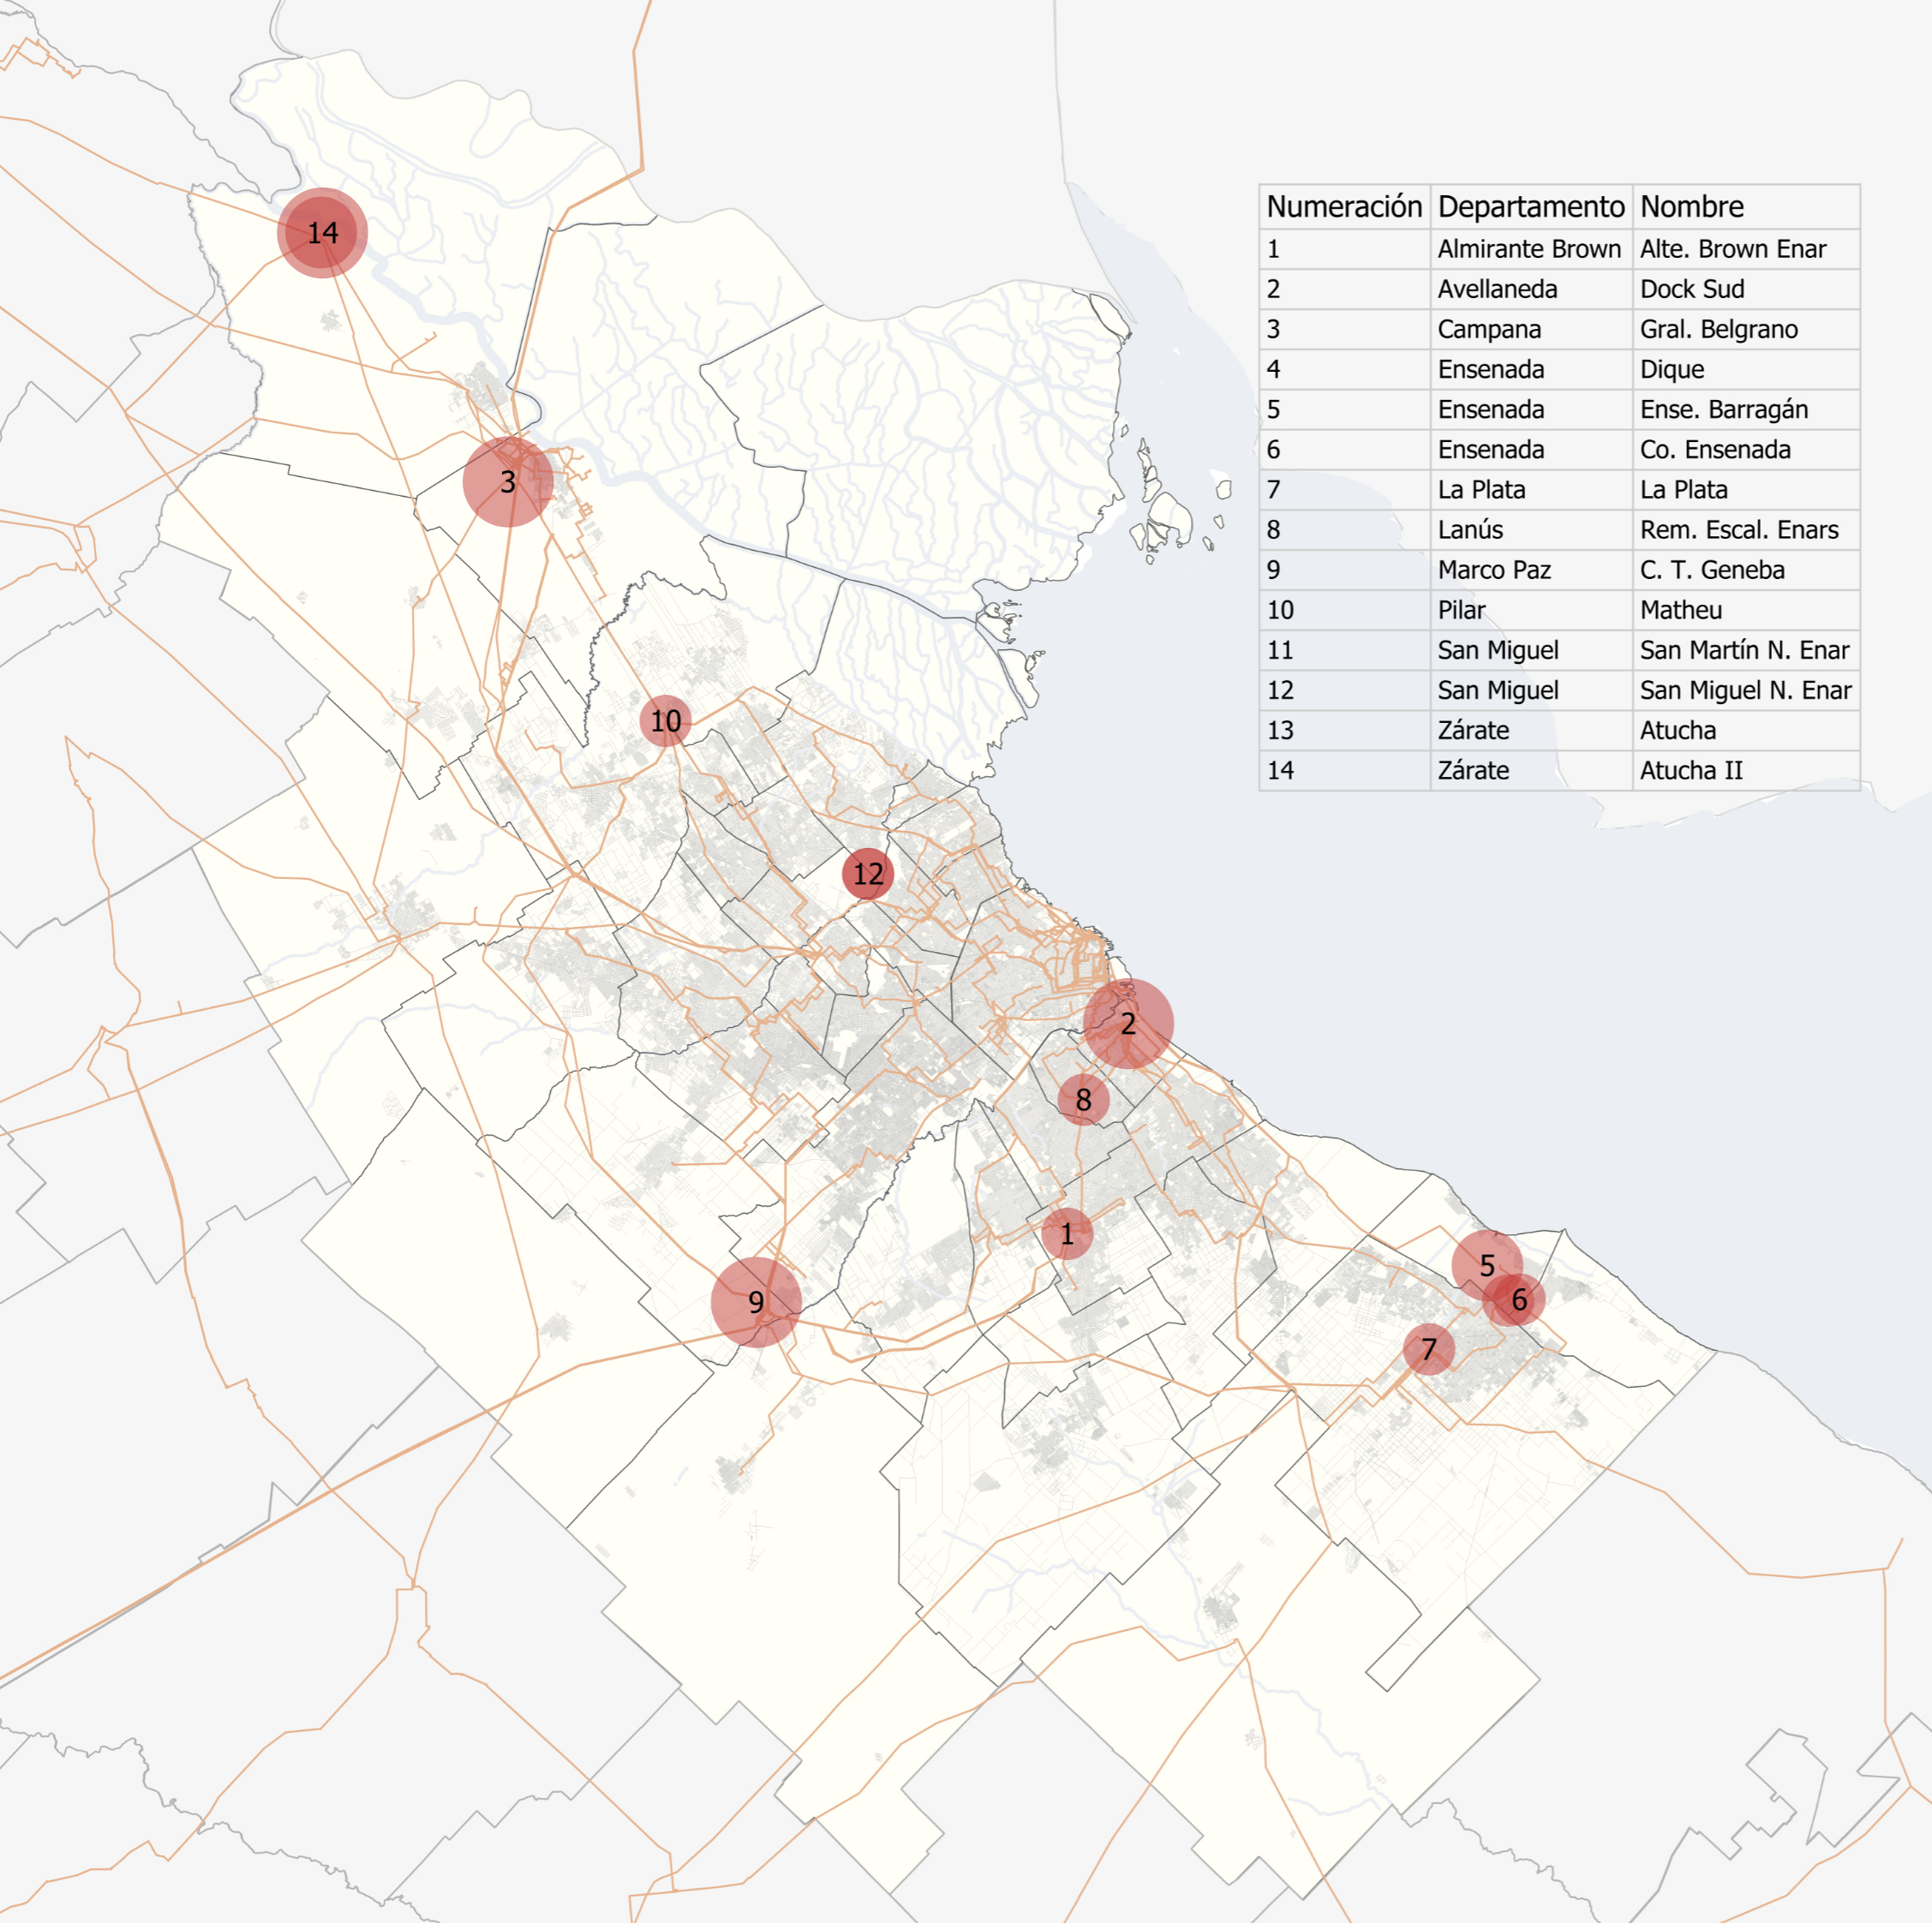 Numeración Departamento Nombre
1 Almirante Brown Alte. Brown Enar
2 Avellaneda Dock Sud
3 Campana Gral. Belgrano
4 Ensenada Dique
5 Ensenada Ense. Barragán
6 Ensenada Co. Ensenada
7 La Plata La Plata
8 Lanús Rem. Escal. Enars
9 Marco Paz C. T. Geneba
10 Pilar Matheu
11 San Miguel San Martín N. Enar
12 San Miguel San Miguel N. Enar
13 Zárate Atucha
14 Zárate Atucha II
14
3
10
12
2
8
1
5
9
6
7